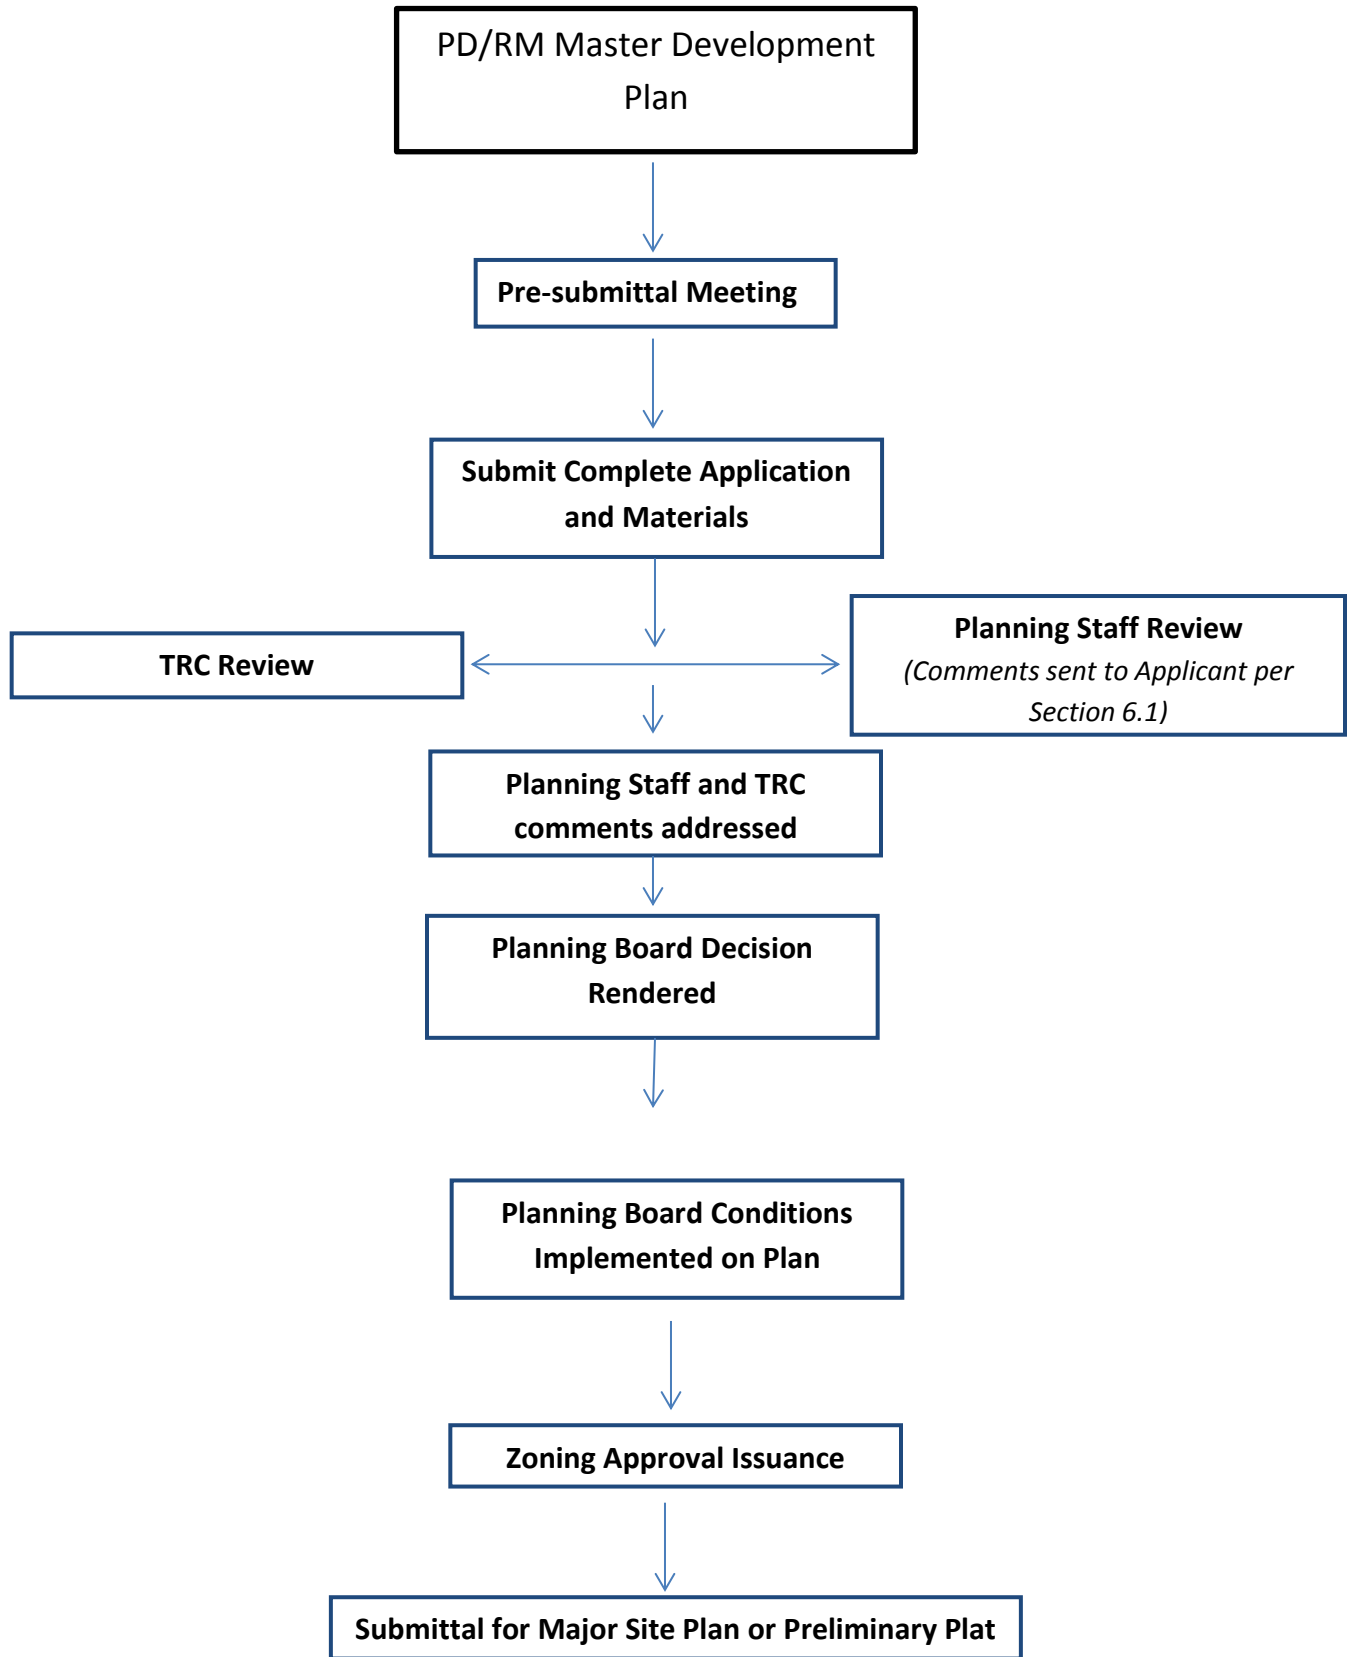 PD/RM Master Development
Plan
Pre-submittal Meeting
Submit Complete Application
and Materials
TRC Review
Planning Staff Review
(Comments sent to Applicant per
Section 6.1)
Planning Staff and TRC
comments addressed
Planning Board Decision
Rendered
Planning Board Conditions
Implemented on Plan
Zoning Approval Issuance
Submittal for Major Site Plan or Preliminary Plat